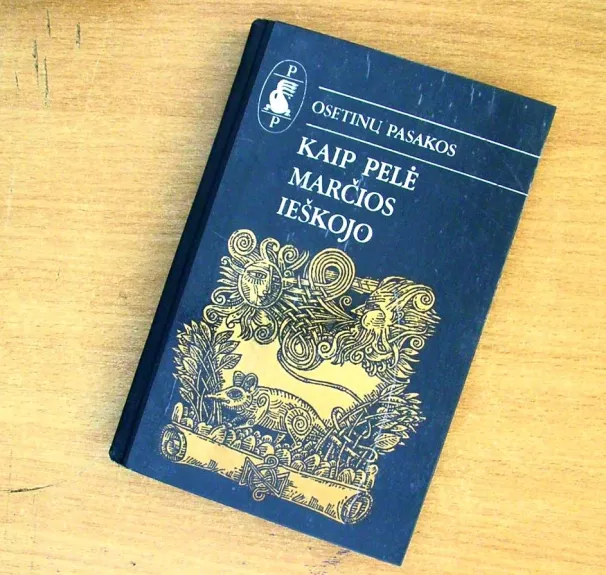 P
P
OSETINŲ PASAKOS
KAIP PELĖ
MARČIOS
IEŠKOJO